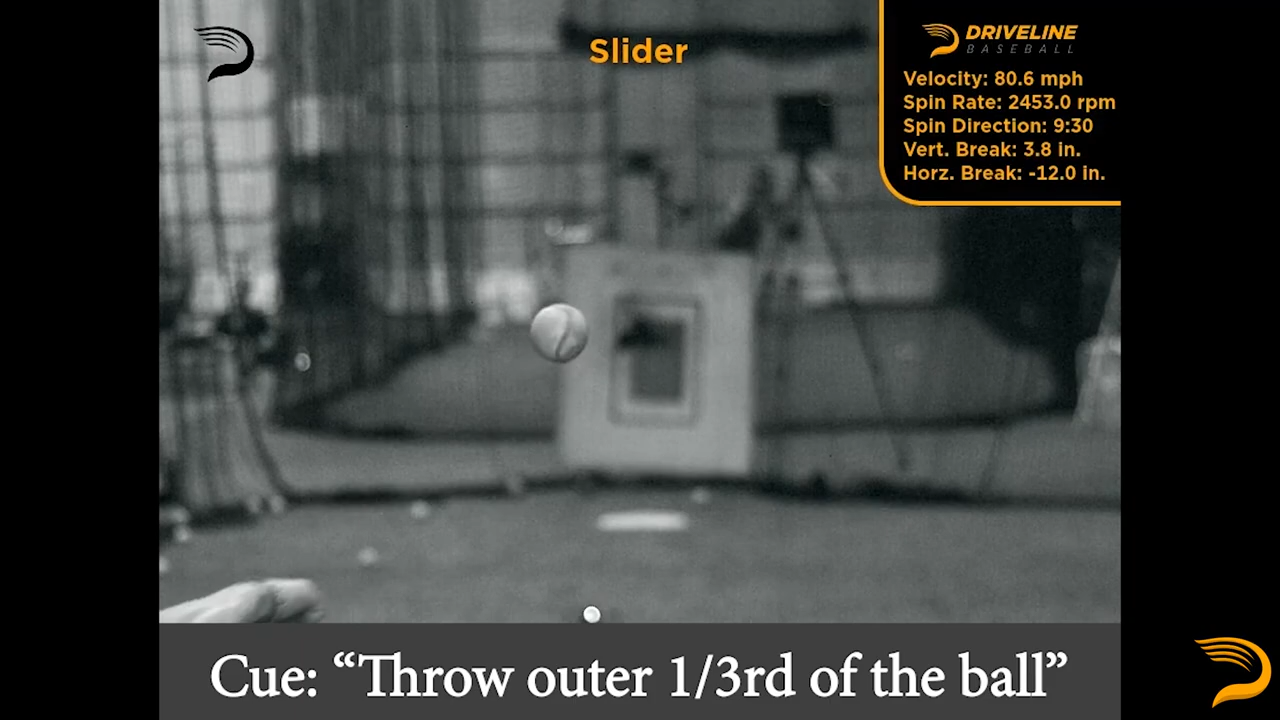 Slider
DRIVELINE
BASEBALL
Velocity: 80.6 mph
Spin Rate: 2453.0 rpm
Spin Direction: 9:30
Vert. Break: 3.8 in.
Horz. Break: -12.0 in.
Cue: “Throw outer 1/3rd of the ball”